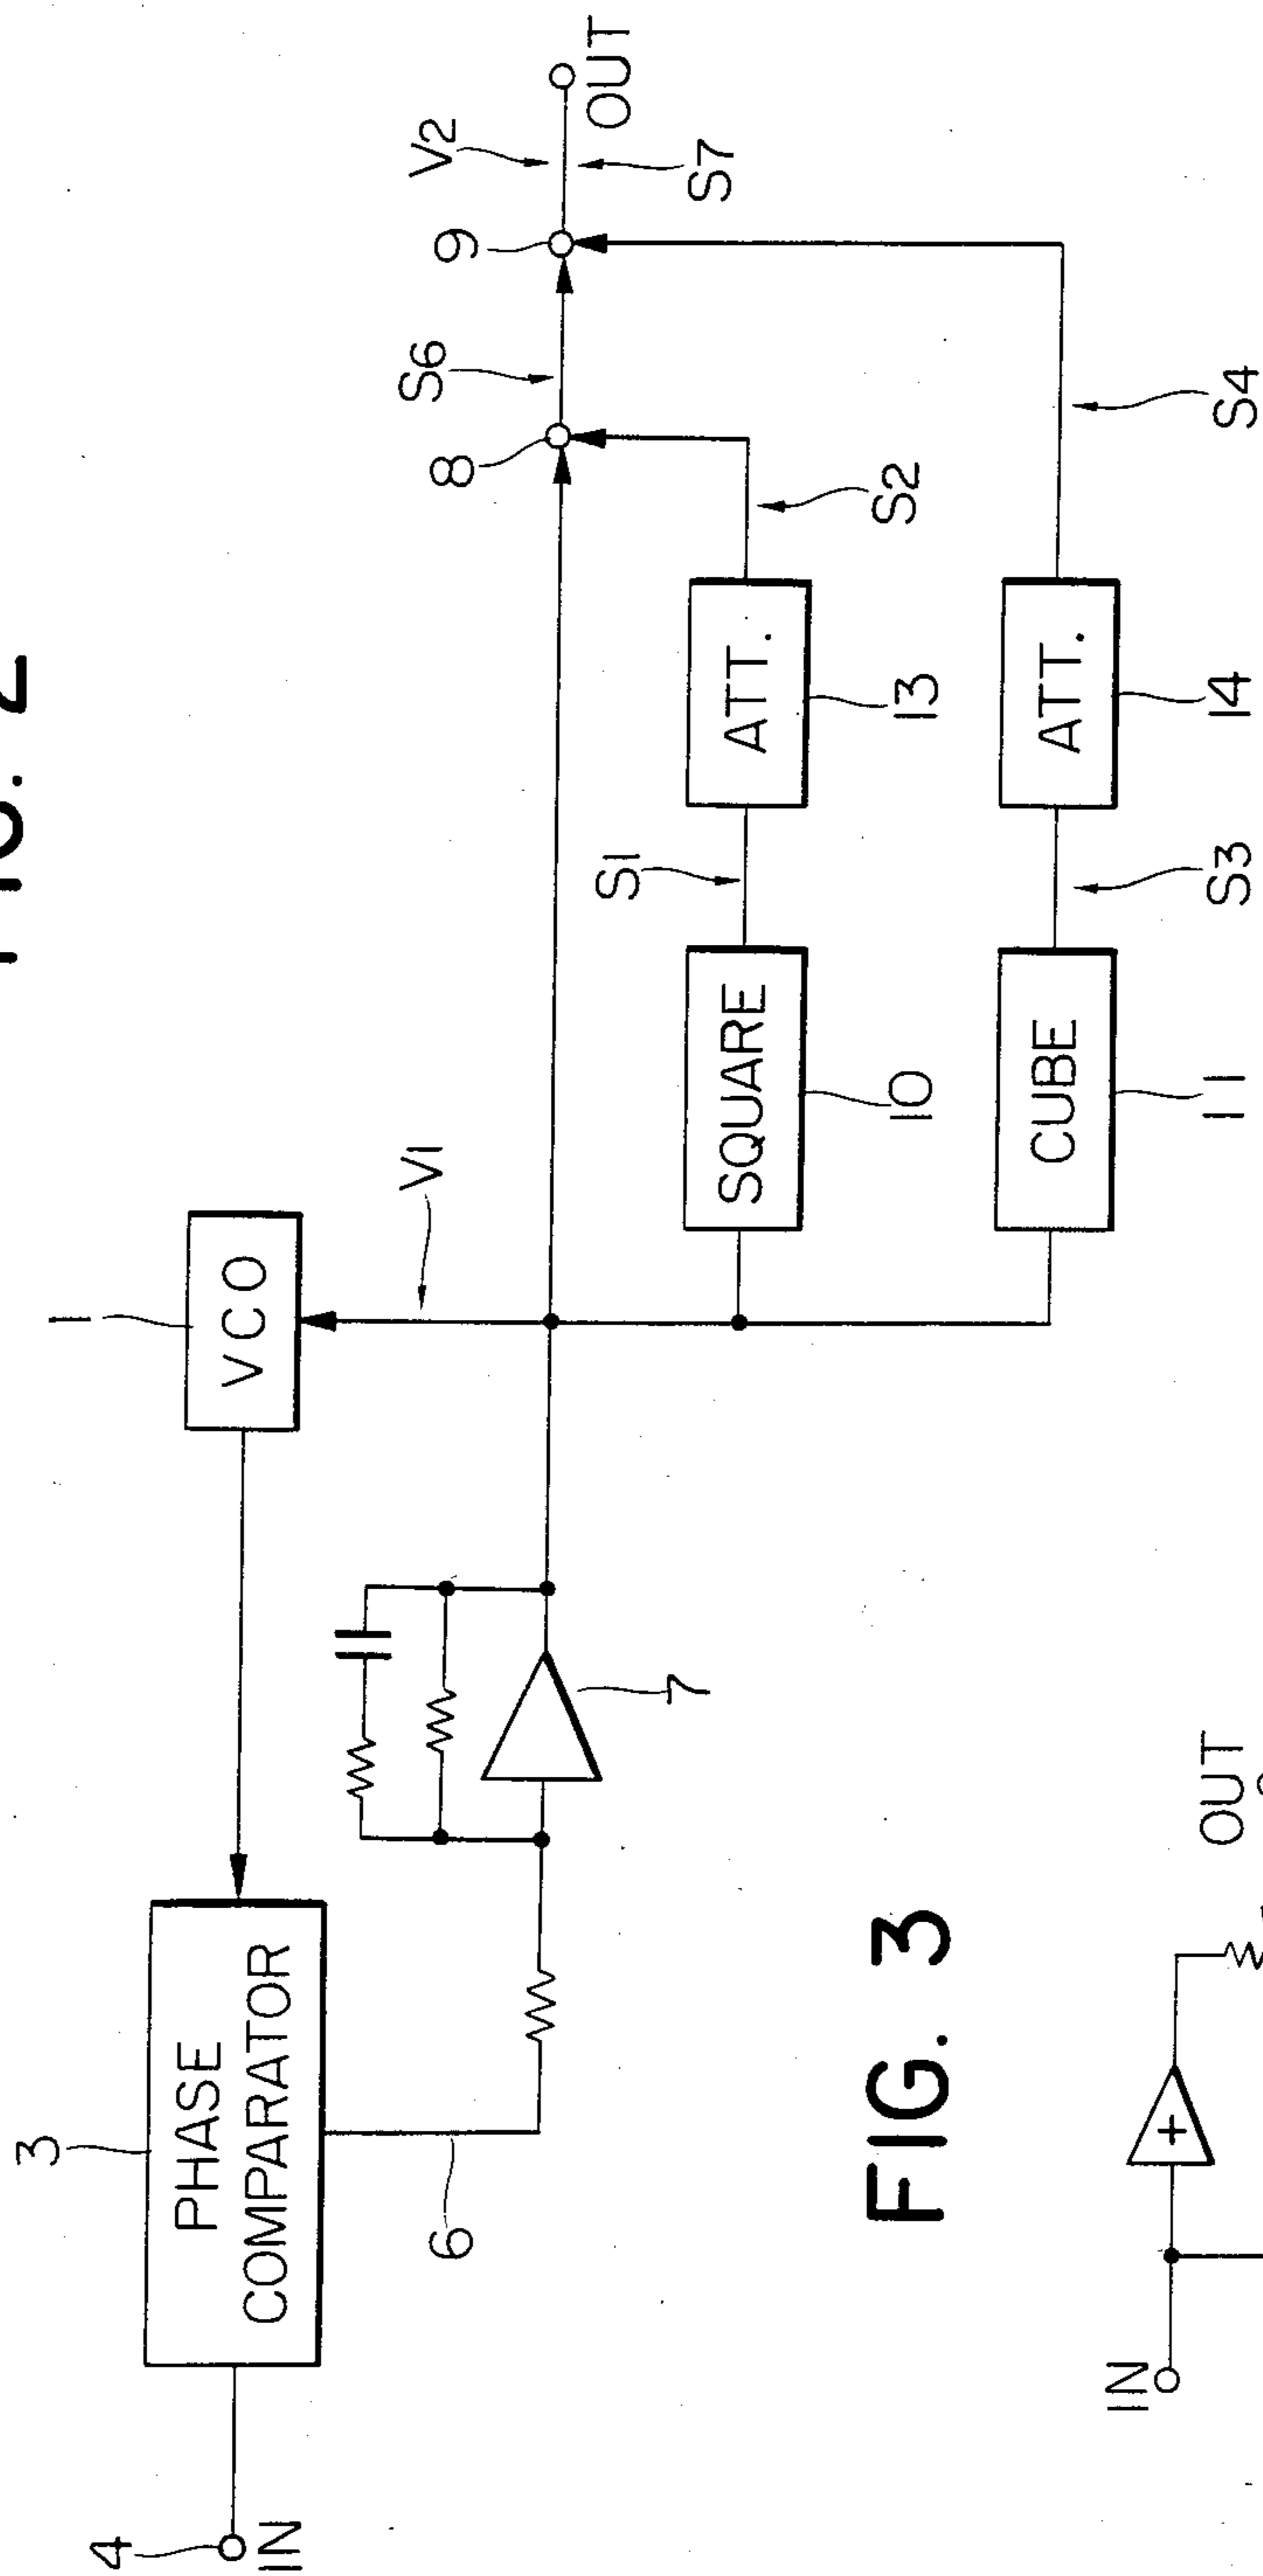 FIG. 2
1
VCO
3
PHASE
COMPARATOR
4
IN
6
7
V1
8
S6
9
V2
S7
OUT
SQUARE
10
S1
ATT.
13
S2
CUBE
11
S3
ATT.
14
S4
FIG. 3
IN
+
OUT